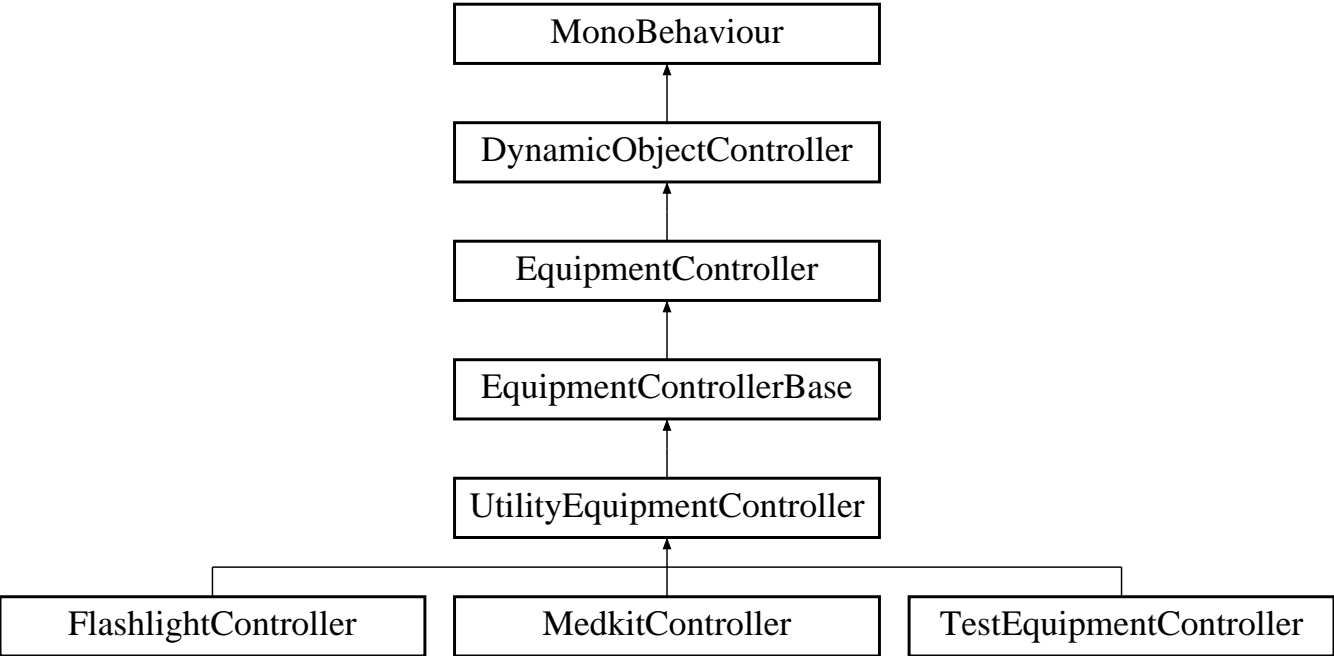 MonoBehaviour
DynamicObjectController
EquipmentController
EquipmentControllerBase
UtilityEquipmentController
FlashlightController
MedkitController
TestEquipmentController